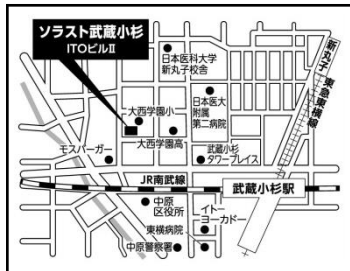 ソラスト武蔵小杉
ITOビルⅡ
日本医科大学
新丸子校舎
新丸子
東急東横線
大西学園小
日本医大
附属
第二病院
大西学園高
モスバーガー
武蔵小杉
タワープレイス
JR南武線
武蔵小杉駅
中原
区役所
イトー
ヨーカドー
東横病院
中原警察署